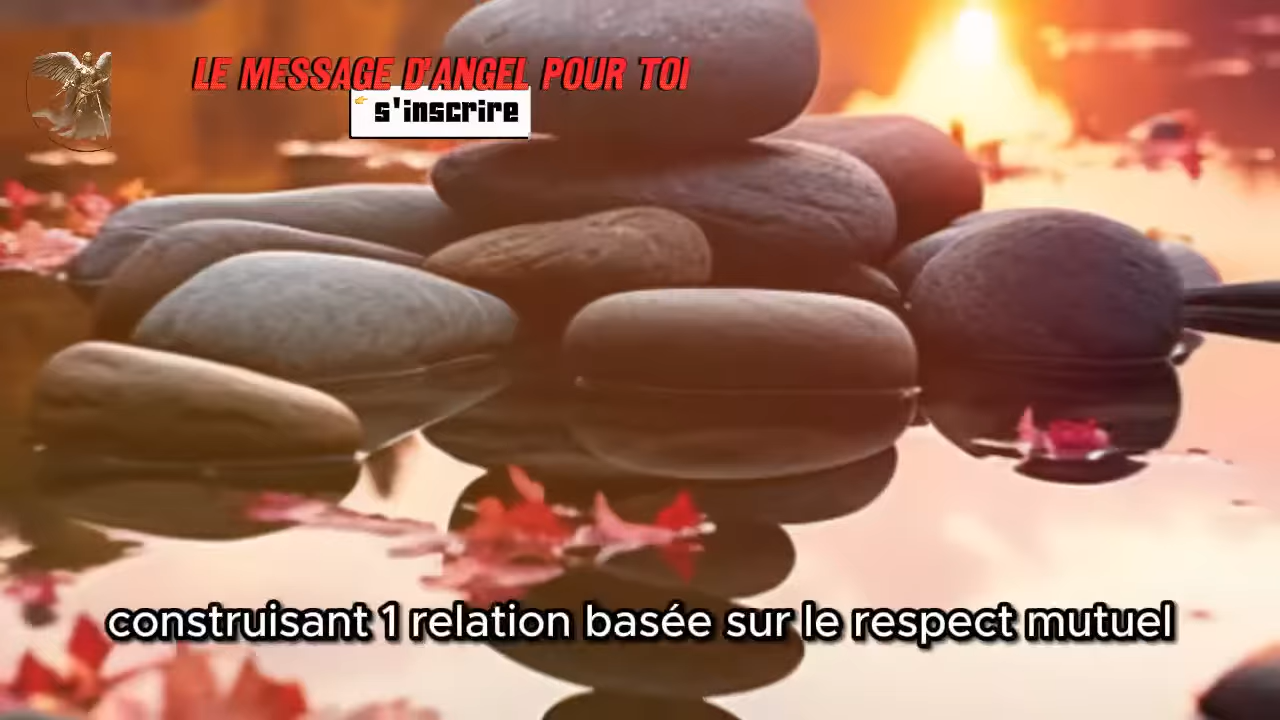 LE MESSAGE D'ANGEL POUR TOI
👉 s'inscrire
construisant 1 relation basée sur le respect mutuel